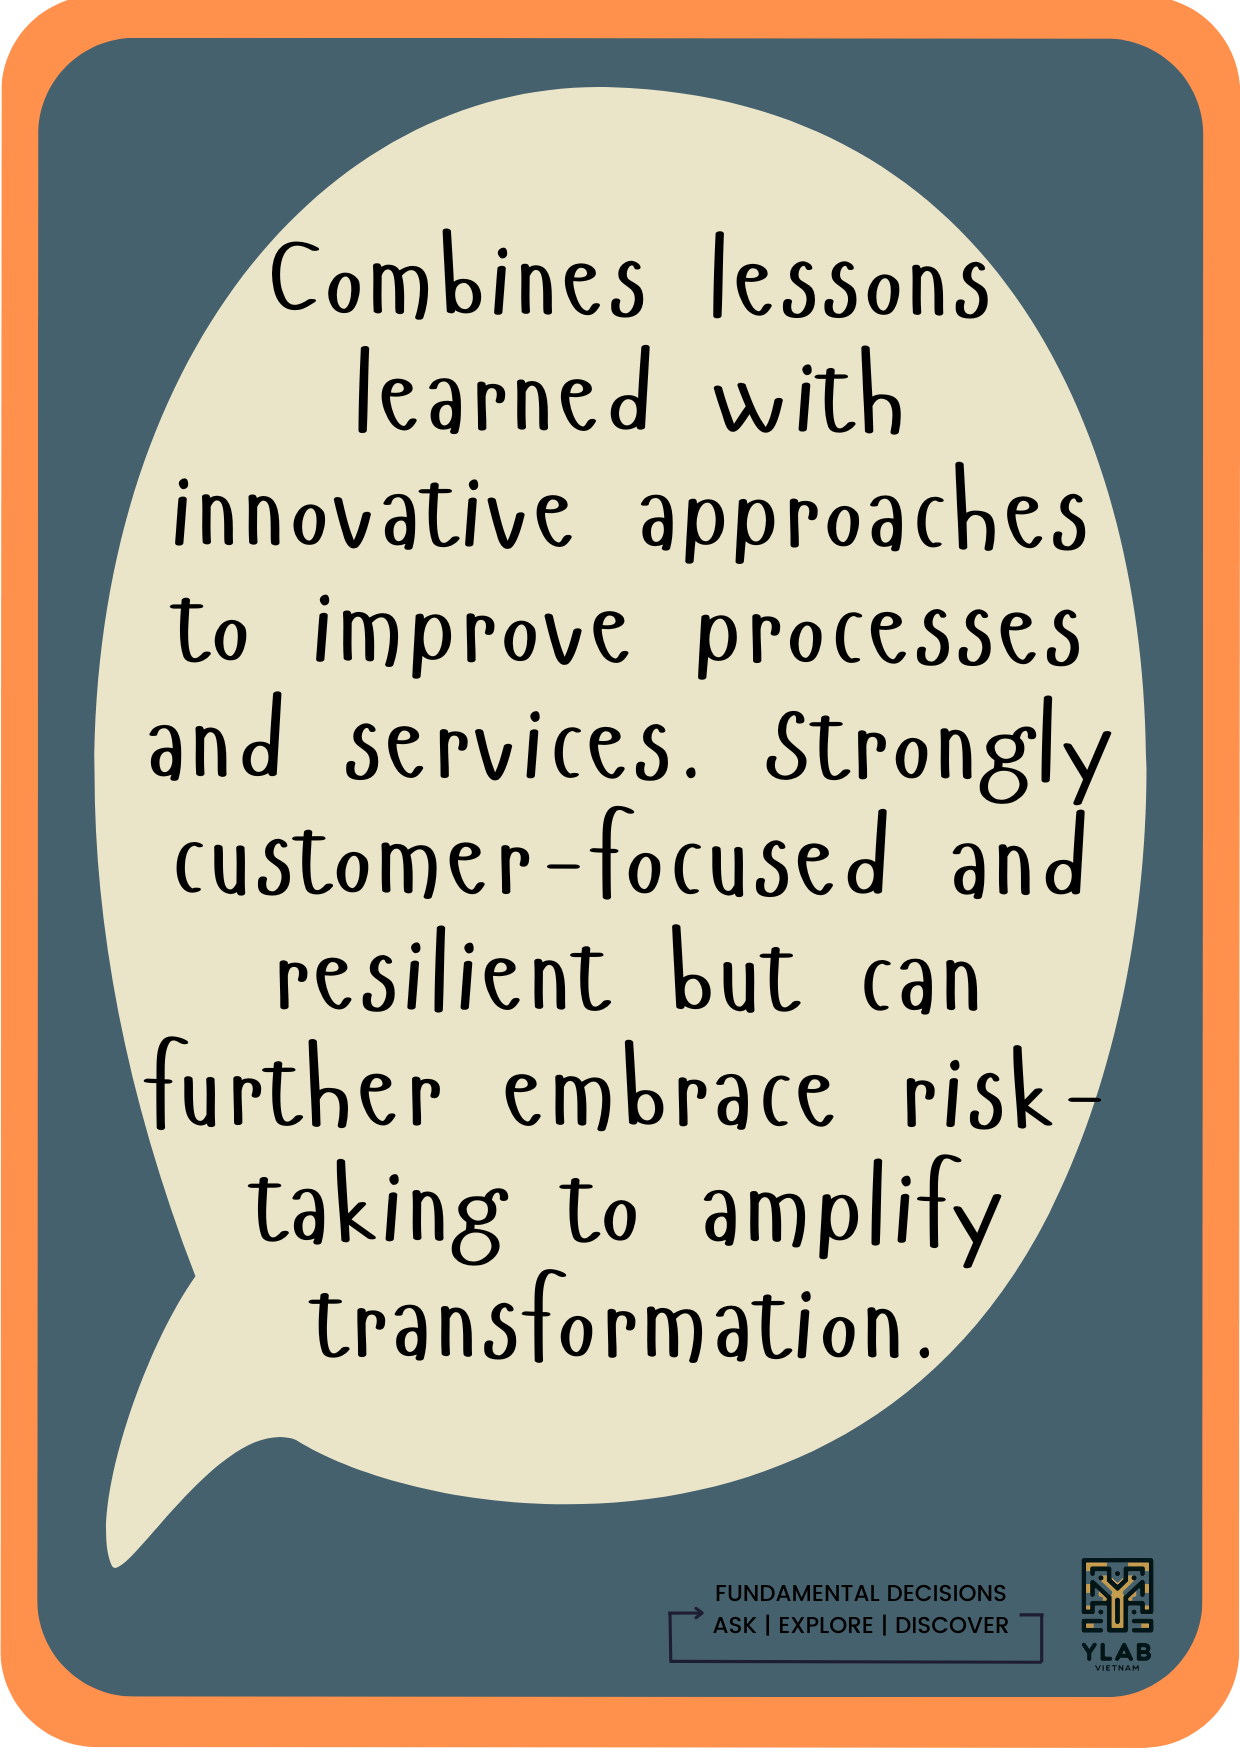 Combines lessons
learned with
innovative approaches
to improve processes
and services. Strongly
customer-focused and
resilient but can
further embrace risk-
taking to amplify
transformation.
FUNDAMENTAL DECISIONS
ASK | EXPLORE | DISCOVER
YLAB
VIETNAM